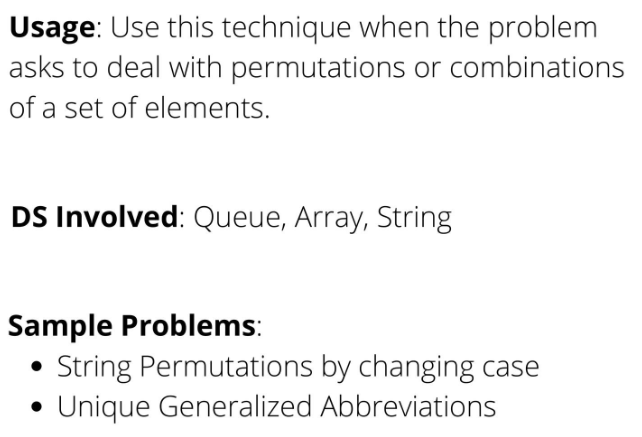 Usage: Use this technique when the problem
asks to deal with permutations or combinations
of a set of elements.
DS Involved: Queue, Array, String
Sample Problems:
• String Permutations by changing case
• Unique Generalized Abbreviations